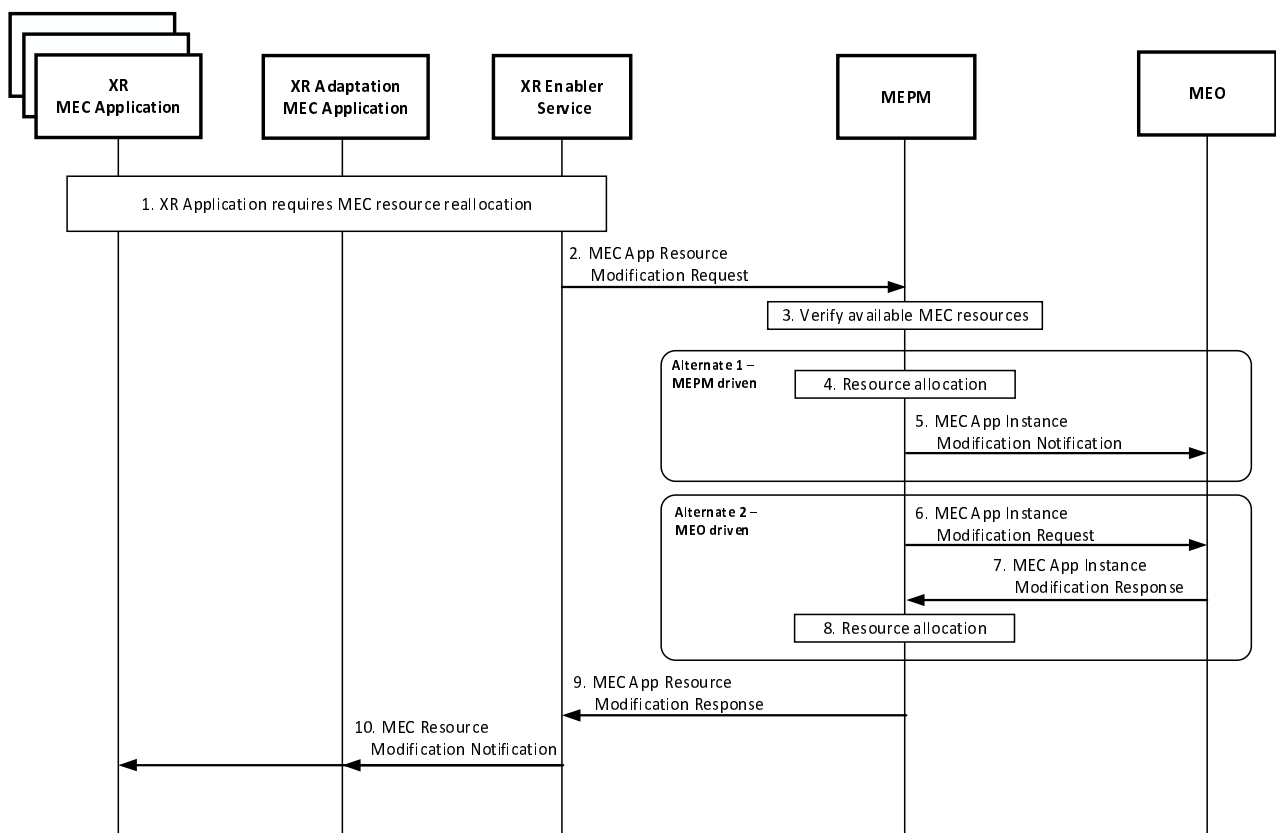 XR
MEC Application
XR Adaptation
MEC Application
XR Enabler
Service
MEPM
MEO
1. XR Application requires MEC resource reallocation
2. MEC App Resource
Modification Request
3. Verify available MEC resources
Alternate 1 –
MEPM driven
4. Resource allocation
5. MEC App Instance
Modification Notification
Alternate 2 –
MEO driven
6. MEC App Instance
Modification Request
7. MEC App Instance
Modification Response
8. Resource allocation
9. MEC App Resource
Modification Response
10. MEC Resource
Modification Notification